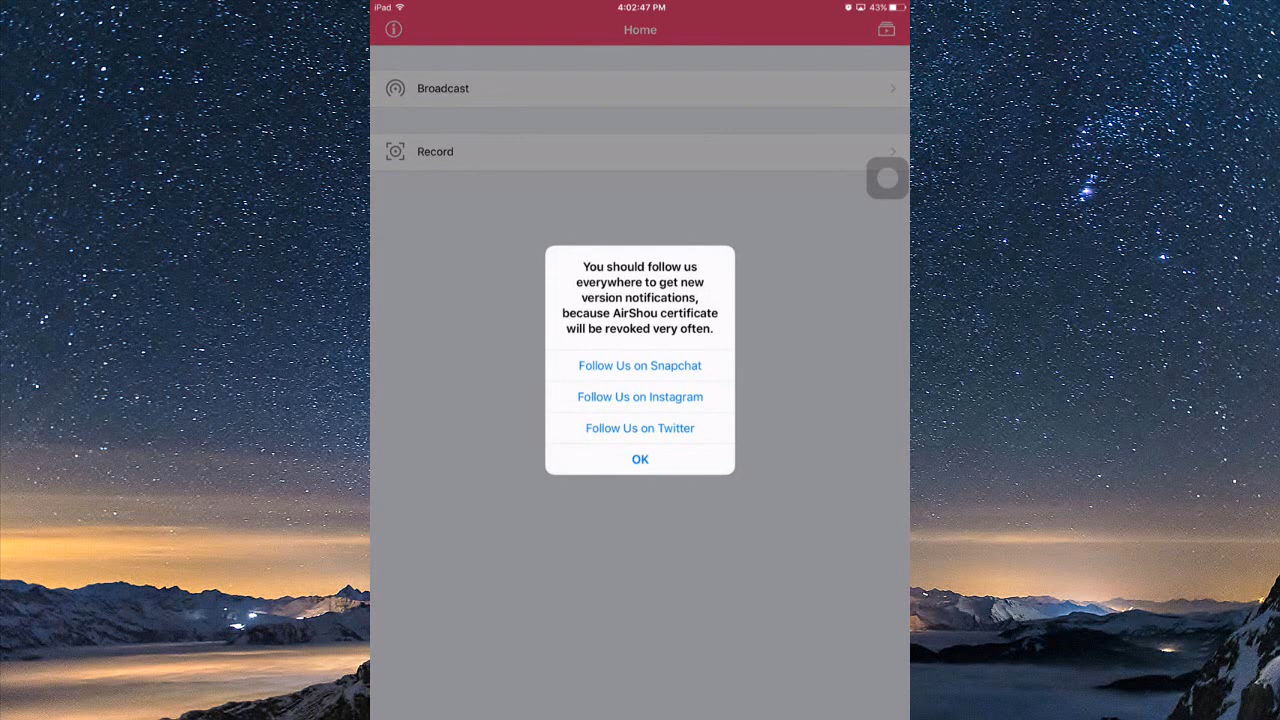 iPad 4:02:47 PM 43%
Home
Broadcast
Record
You should follow us
everywhere to get new
version notifications,
because AirShou certificate
will be revoked very often.
Follow Us on Snapchat
Follow Us on Instagram
Follow Us on Twitter
OK